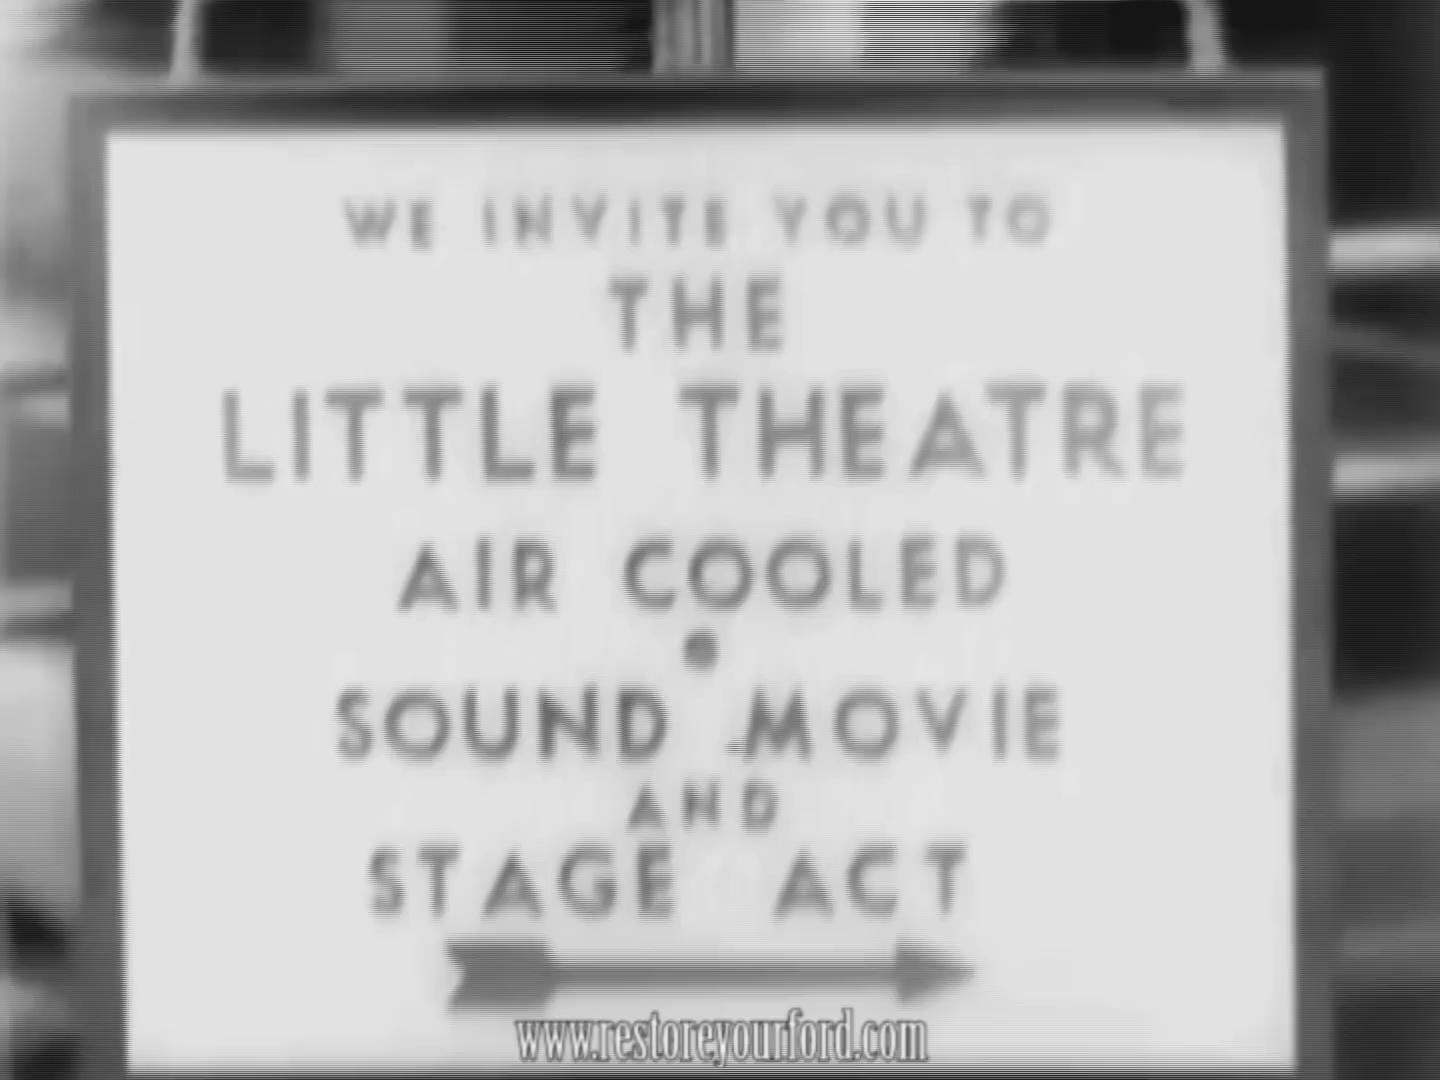 WE INVITE YOU TO
THE
LITTLE THEATRE
AIR COOLED
•
SOUND MOVIE
AND
STAGE ACT
www.restoreyourford.com